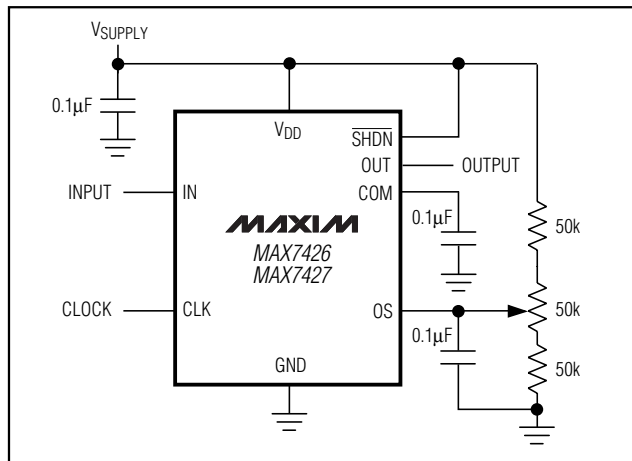 VSUPPLY
0.1µF
VDD
SHDN
OUT
OUTPUT
INPUT
IN
COM
MAXIM
MAX7426
MAX7427
0.1µF
50k
CLOCK
CLK
OS
50k
0.1µF
GND
50k